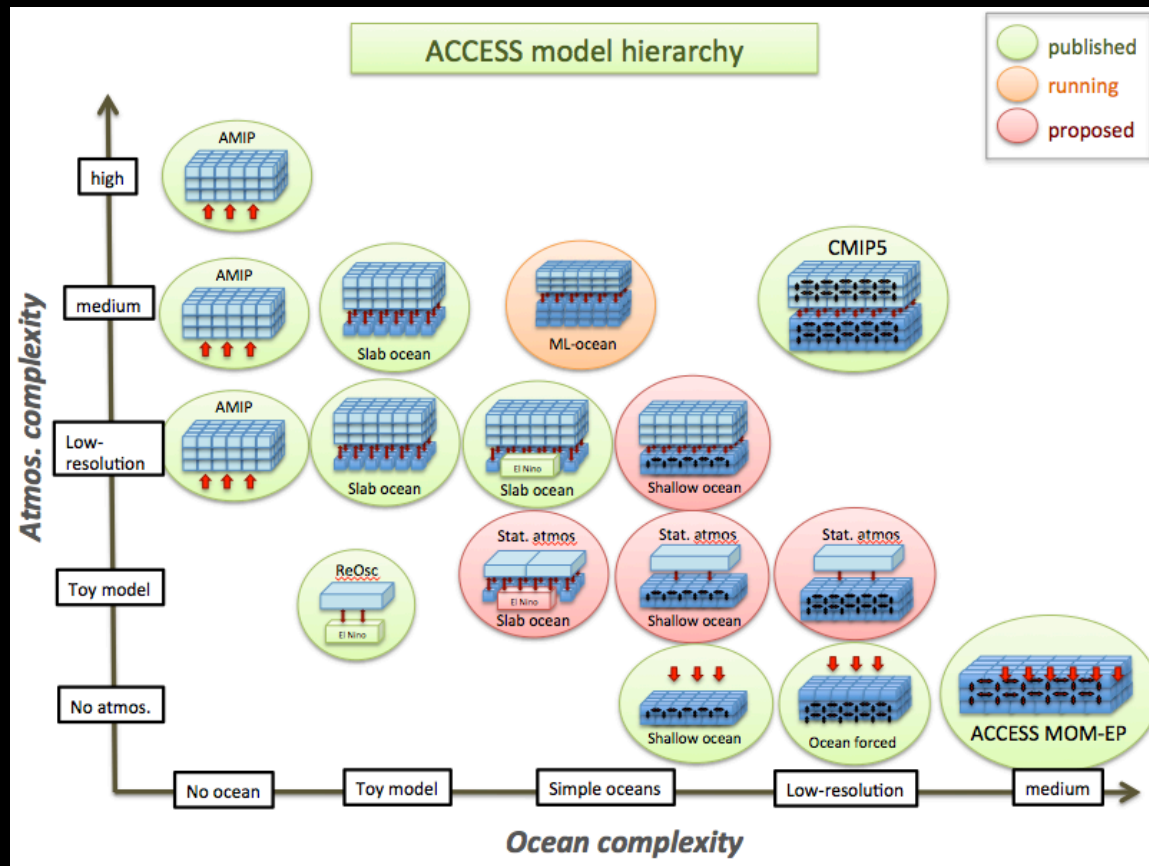 ACCESS model hierarchy
published
running
proposed
Atmos. complexity
high
medium
Low-
resolution
Toy model
No atmos.
AMIP
AMIP
Slab ocean
ML-ocean
CMIP5
AMIP
Slab ocean
El Nino
Slab ocean
Shallow ocean
ReOsc
El Nino
Stat. atmos
El Nino
Slab ocean
Stat. atmos
Shallow ocean
Stat. atmos
Shallow ocean
Ocean forced
ACCESS MOM-EP
No ocean
Toy model
Simple oceans
Low-resolution
medium
Ocean complexity